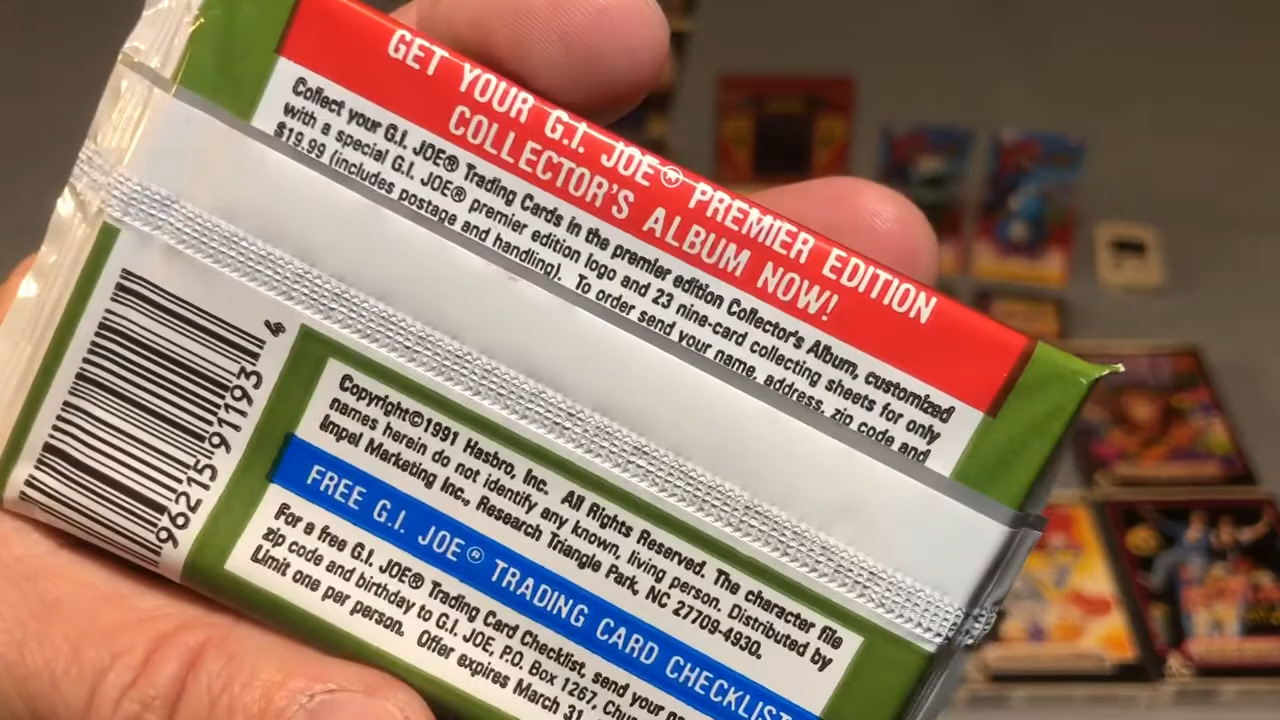 GET YOUR G.I. JOE® PREMIER EDITION
COLLECTOR'S ALBUM NOW!
Collect your G.I. JOE® Trading Cards in the premier edition Collector's Album, customized
with a special G.I. JOE® premier edition logo and 23 nine-card collecting sheets for only
$19.99 (includes postage and handling). To order send your name, address, zip code and
96215 91193 4
Copyright©1991 Hasbro, Inc. All Rights Reserved. The character file
names herein do not identify any known, living person. Distributed by
Impel Marketing Inc., Research Triangle Park, NC 27709-4930.
FREE G.I. JOE® TRADING CARD CHECKLIST
For a free G.I. JOE® Trading Card Checklist, send your
zip code and birthday to G.I. JOE, P.O. Box 1267,
Limit one per person. Offer expires March 31,